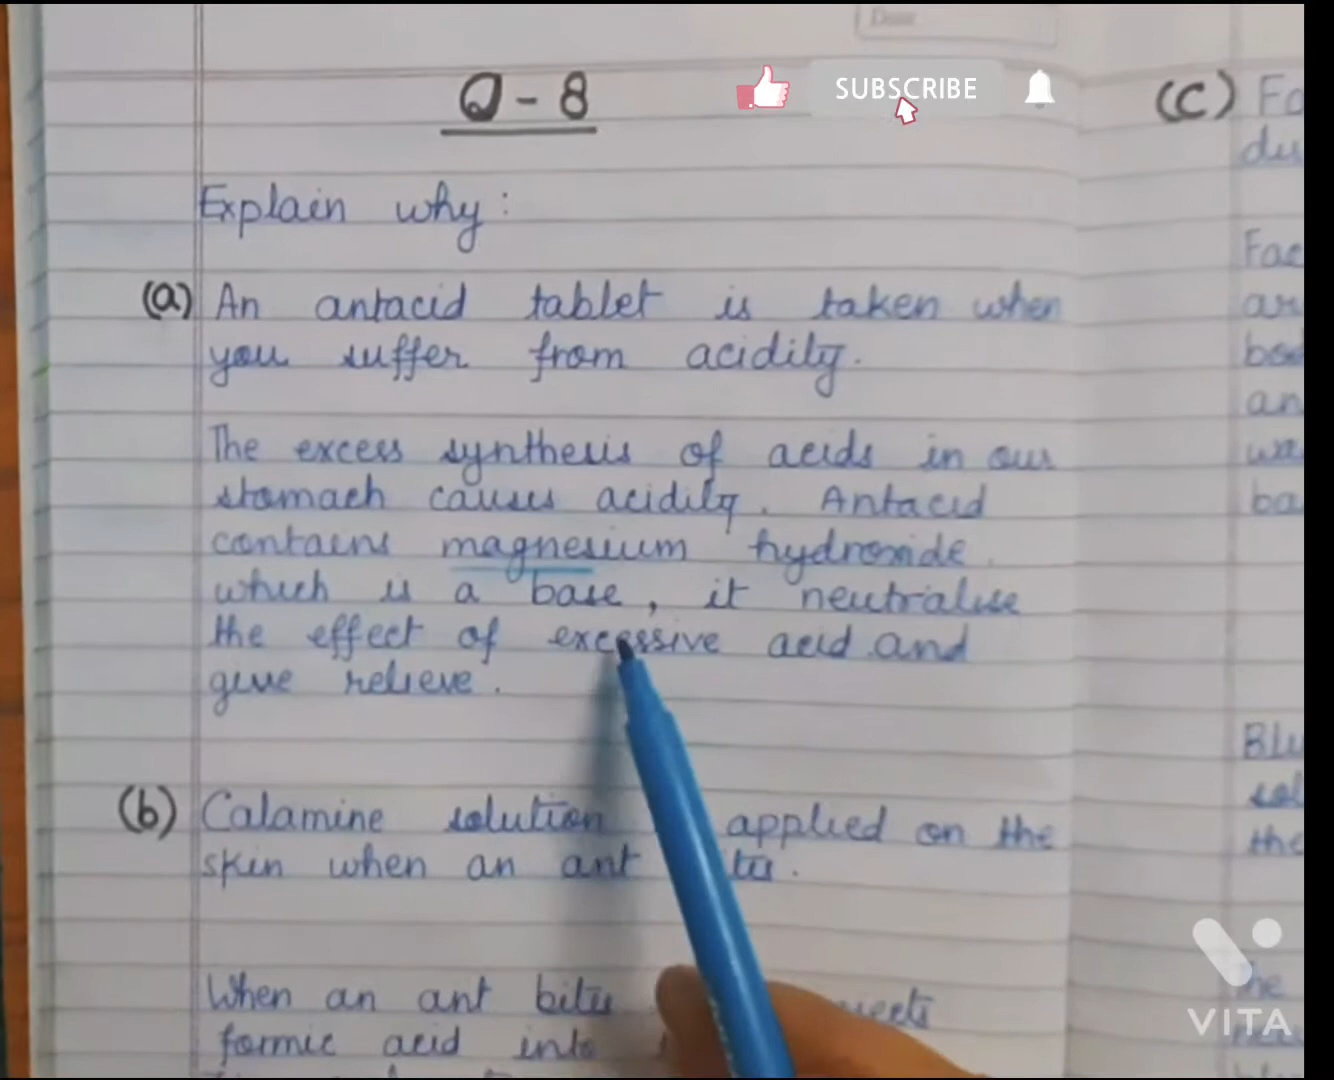 Date
Q - 8
SUBSCRIBE
Explain why:
(a) An antacid tablet is taken when
you suffer from acidity.
The excess synthesis of acids in our
stomach causes acidity. Antacid
contains magnesium hydroxide
which is a base, it neutralise
the effect of excessive acid and
give relieve.
(b) Calamine solution applied on the
skin when an ant
When an ant bites
formic acid into
(C)
VITA